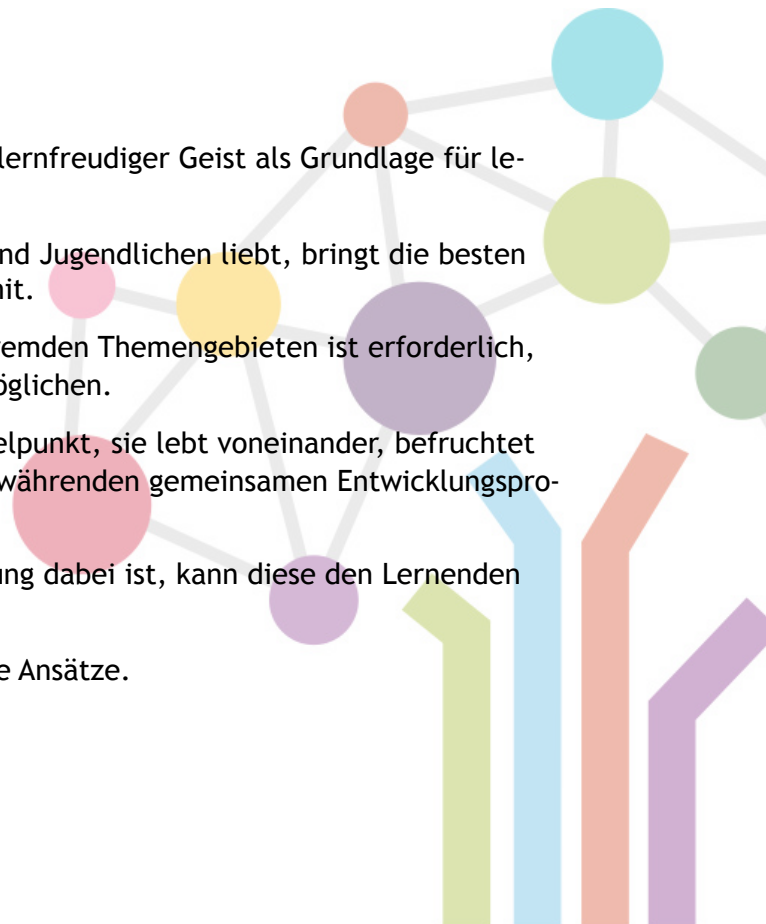 lernfreudiger Geist als Grundlage für le-
nd Jugendlichen liebt, bringt die besten
nit.
remden Themengebieten ist erforderlich,
öglichen.
elpunkt, sie lebt voneinander, befruchtet
währenden gemeinsamen Entwicklungspro-
ung dabei ist, kann diese den Lernenden
e Ansätze.